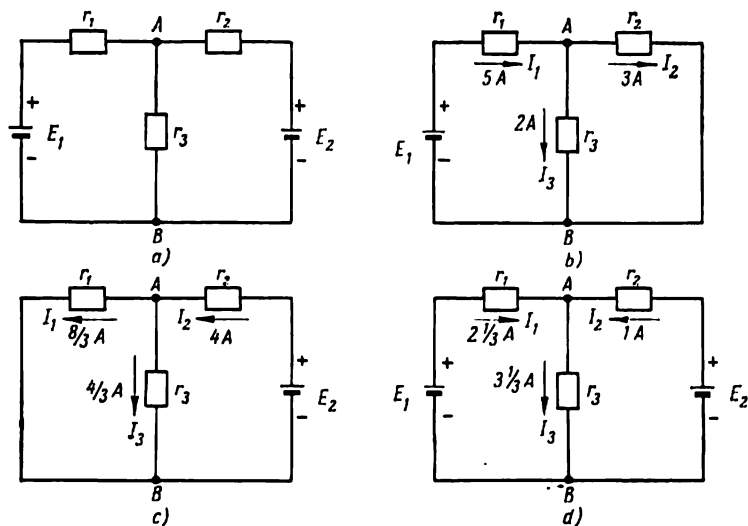 r₁ A r₂
+ +
E₁ r₃ E₂
- -
B
a)
r₁ A r₂
5A I₁ 3A I₂
+ 2A
E₁ r₃
- I₃
B
b)
r₁ A r₂
I₁ 8/3 A I₂ 4A
4/3 A r₃ + E₂
I₃ -
B
c)
r₁ A r₂
2 1/3 A I₁ I₂ 1A
+ 3 1/3 A +
E₁ r₃ E₂
- I₃ -
B
d)